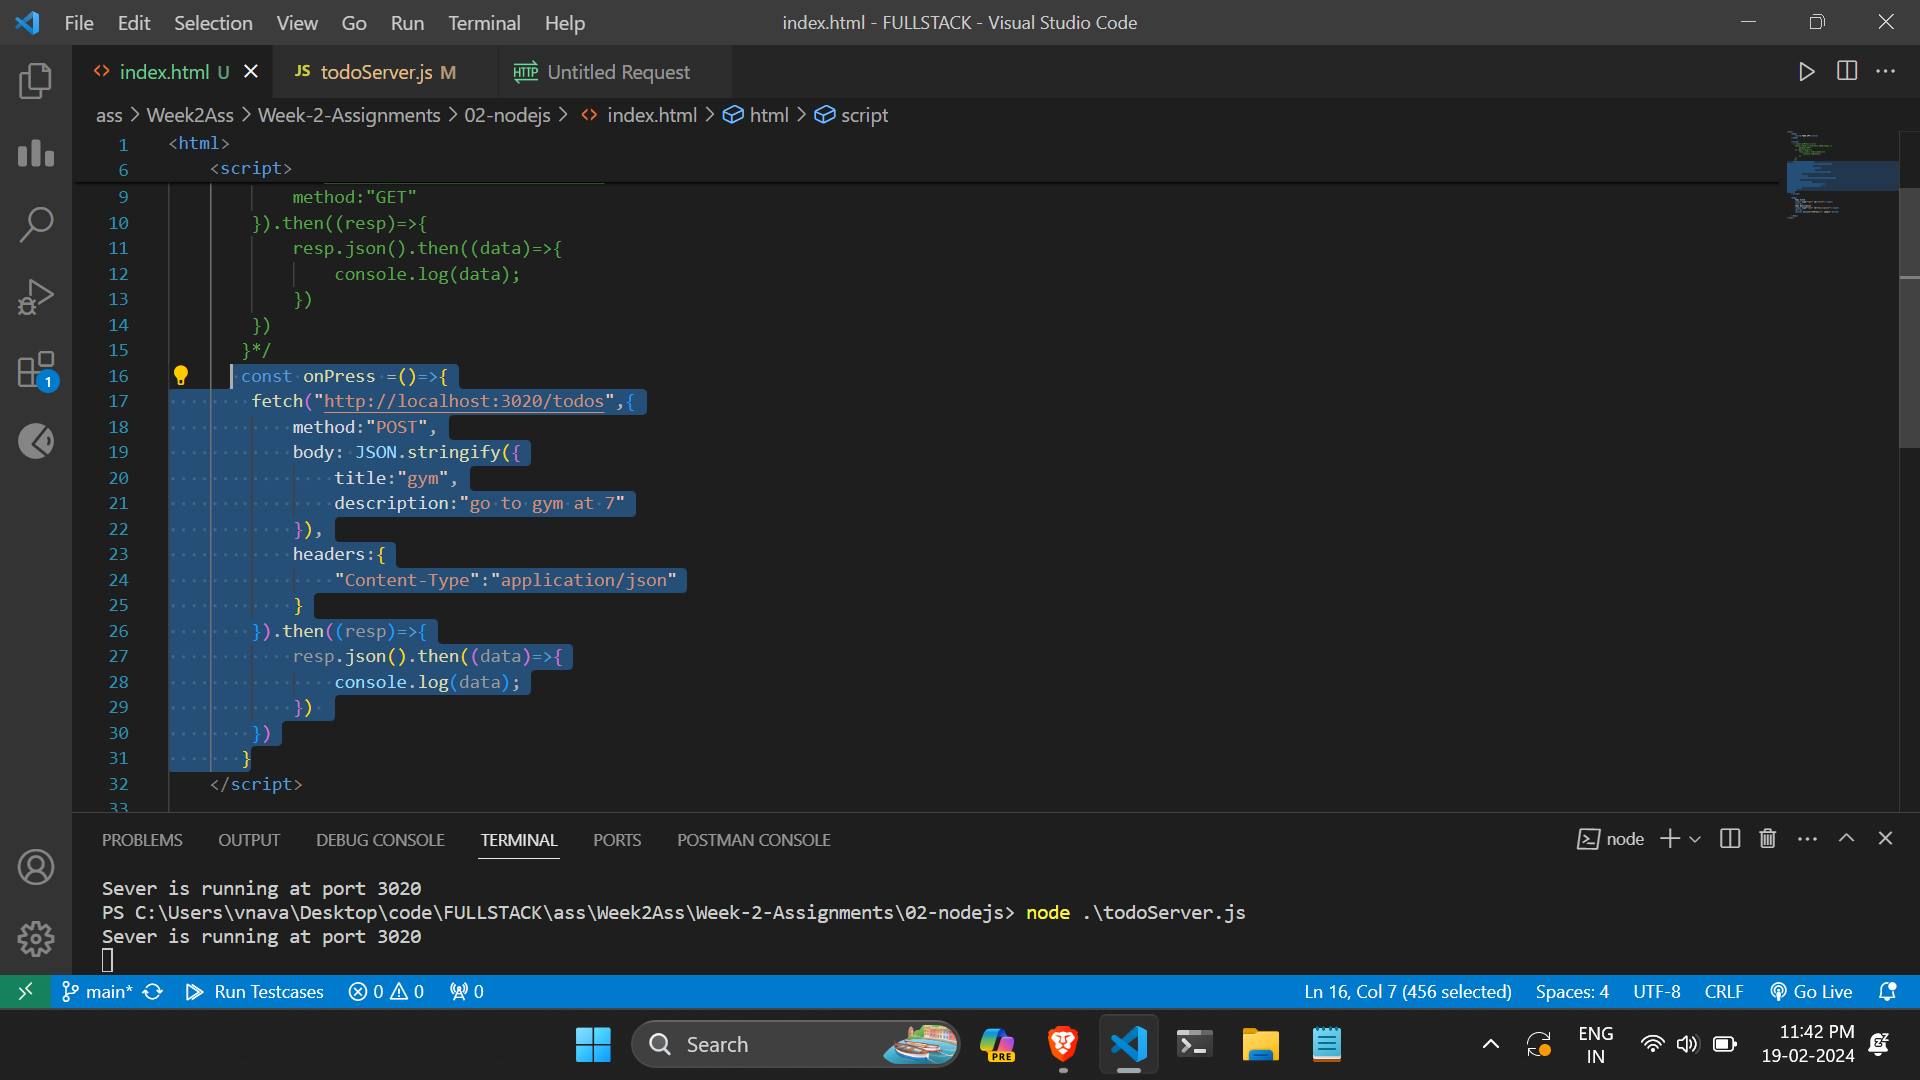 File Edit Selection View Go Run Terminal Help
index.html - FULLSTACK - Visual Studio Code
<> index.html U
JS todoServer.js M
HTTP Untitled Request
ass > Week2Ass > Week-2-Assignments > 02-nodejs > <> index.html > html > script
1 <html>
6 <script>
9 method:"GET"
10 }).then((resp)=>{
11 resp.json().then((data)=>{
12 console.log(data);
13 })
14 })
15 }*/
16 const onPress =()=>{
17 fetch("http://localhost:3020/todos",{
18 method:"POST",
19 body: JSON.stringify({
20 title:"gym",
21 description:"go to gym at 7"
22 }),
23 headers:{
24 "Content-Type":"application/json"
25 }
26 }).then((resp)=>{
27 resp.json().then((data)=>{
28 console.log(data);
29 })
30 })
31 }
32 </script>
33
1
PROBLEMS OUTPUT DEBUG CONSOLE TERMINAL PORTS POSTMAN CONSOLE
node
Sever is running at port 3020
PS C:\Users\vnava\Desktop\code\FULLSTACK\ass\Week2Ass\Week-2-Assignments\02-nodejs> node .\todoServer.js
Sever is running at port 3020
main* Run Testcases 0 0 0
Ln 16, Col 7 (456 selected) Spaces: 4 UTF-8 CRLF Go Live
Search
PRE
ENG
IN
11:42 PM
19-02-2024